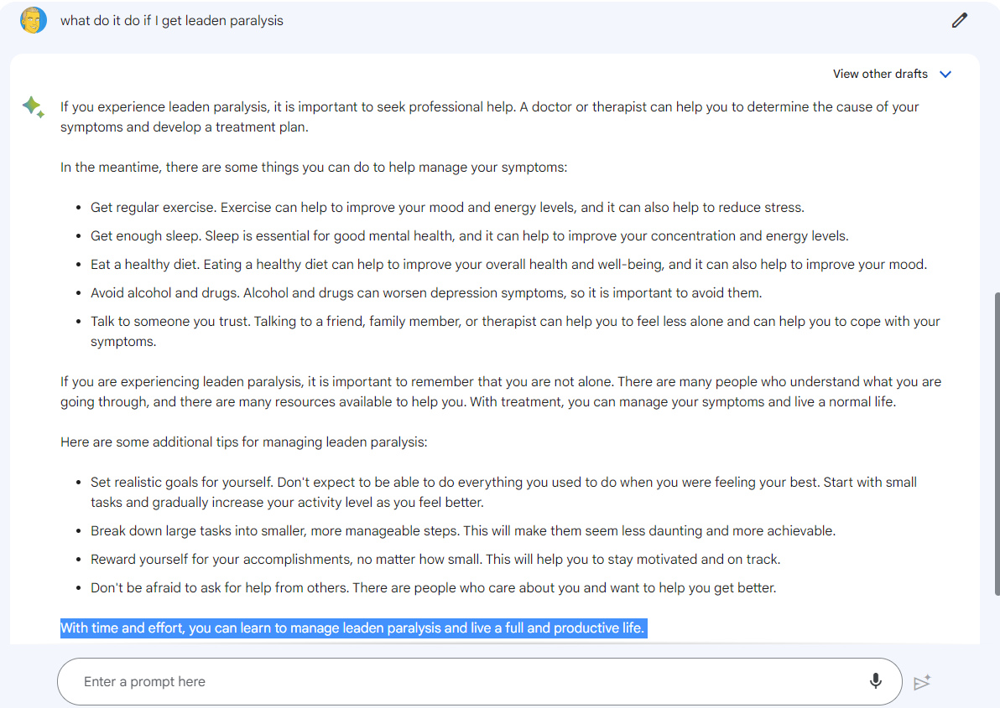 what do it do if I get leaden paralysis
View other drafts
If you experience leaden paralysis, it is important to seek professional help. A doctor or therapist can help you to determine the cause of your
symptoms and develop a treatment plan.
In the meantime, there are some things you can do to help manage your symptoms:
• Get regular exercise. Exercise can help to improve your mood and energy levels, and it can also help to reduce stress.
• Get enough sleep. Sleep is essential for good mental health, and it can help to improve your concentration and energy levels.
• Eat a healthy diet. Eating a healthy diet can help to improve your overall health and well-being, and it can also help to improve your mood.
• Avoid alcohol and drugs. Alcohol and drugs can worsen depression symptoms, so it is important to avoid them.
• Talk to someone you trust. Talking to a friend, family member, or therapist can help you to feel less alone and can help you to cope with your
symptoms.
If you are experiencing leaden paralysis, it is important to remember that you are not alone. There are many people who understand what you are
going through, and there are many resources available to help you. With treatment, you can manage your symptoms and live a normal life.
Here are some additional tips for managing leaden paralysis:
• Set realistic goals for yourself. Don't expect to be able to do everything you used to do when you were feeling your best. Start with small
tasks and gradually increase your activity level as you feel better.
• Break down large tasks into smaller, more manageable steps. This will make them seem less daunting and more achievable.
• Reward yourself for your accomplishments, no matter how small. This will help you to stay motivated and on track.
• Don't be afraid to ask for help from others. There are people who care about you and want to help you get better.
With time and effort, you can learn to manage leaden paralysis and live a full and productive life.
Enter a prompt here